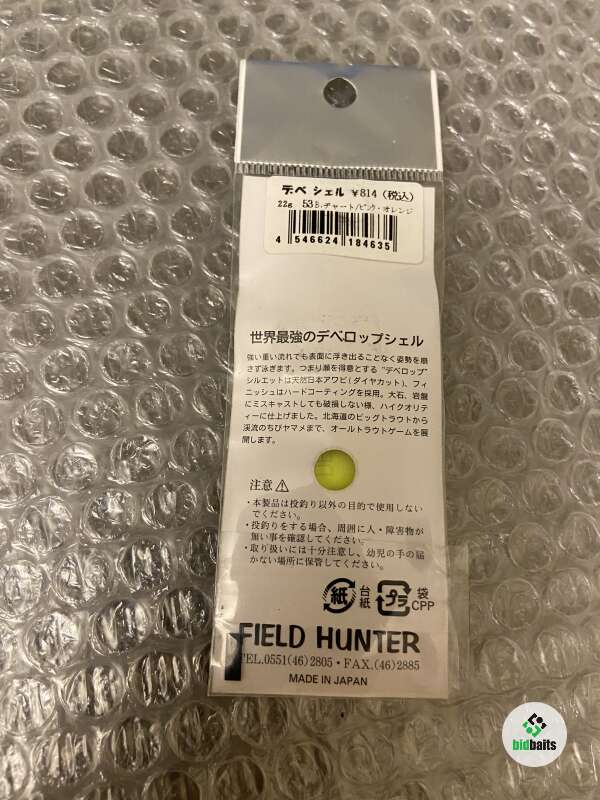 デベ シェル ¥814 (税込)
22g 53B.チャート/ピンク・オレンジ
4 546624 184635
世界最強のデベロップシェル
強い重い流れでも表面に浮き出ることなく姿勢を崩
さず泳ぎます。つまり瀬を得意とする"デベロップ"
シルエットは天然日本アワビ(ダイヤカット)、フィ
ニッシュはハードコーティングを採用。大石、岩盤
にミスキャストしても破損しない様、ハイクオリテ
ィーに仕上げました。北海道のビッグトラウトから
渓流のちびヤマメまで、オールトラウトゲームを展
開します。
注意
・本製品は投釣り以外の目的で使用しない
でください。
・投釣りをする場合、周囲に人・障害物が
無い事を確認してください。
・取り扱いには十分注意し、幼児の手の届
かない場所に保管してください。
紙 台紙 プラ 袋 CPP
FIELD HUNTER
TEL.0551(46)2805・FAX.(46)2885
MADE IN JAPAN
bidbaits